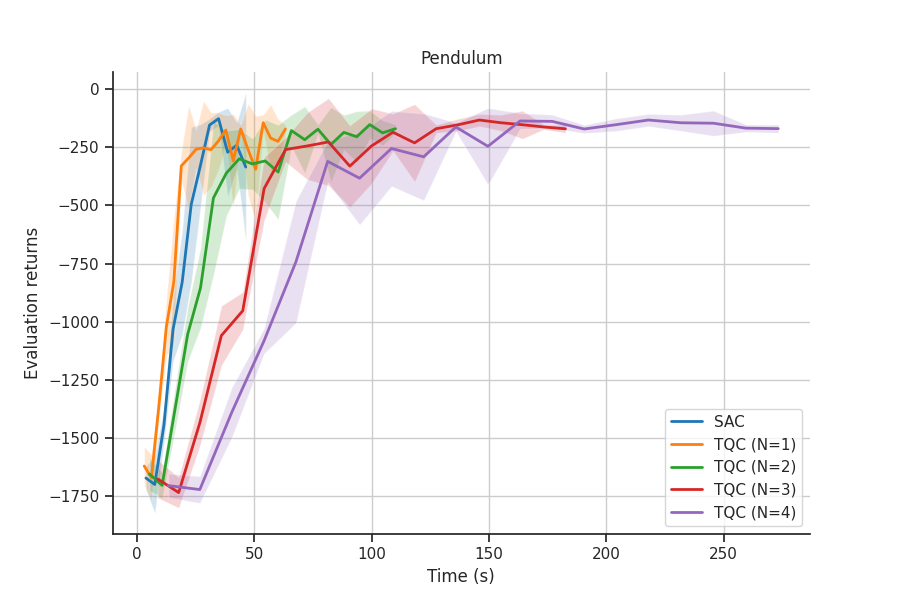 Pendulum
Evaluation returns
0
−250
−500
−750
−1000
−1250
−1500
−1750
0
50
100
150
200
250
Time (s)
SAC
TQC (N=1)
TQC (N=2)
TQC (N=3)
TQC (N=4)